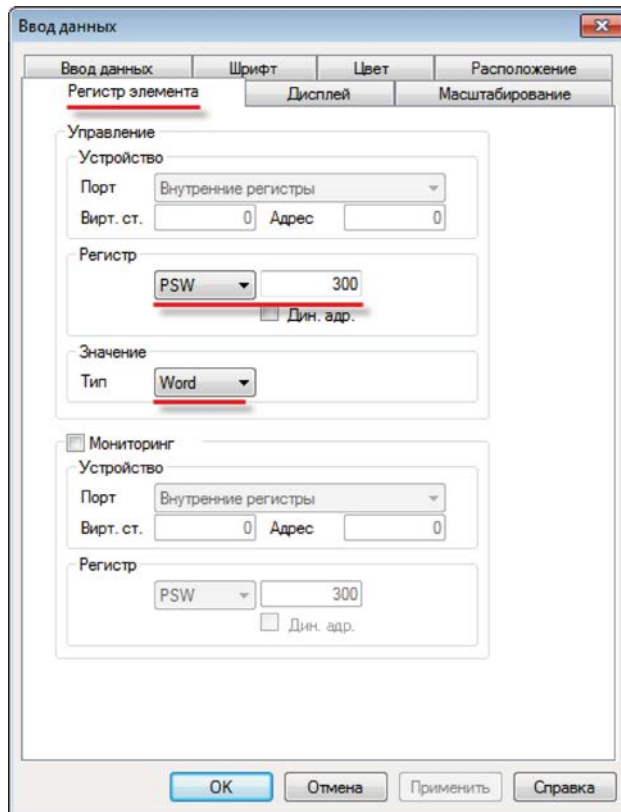 Ввод данных
Ввод данных Шрифт Цвет Расположение
Регистр элемента Дисплей Масштабирование
Управление
Устройство
Порт Внутренние регистры
Вирт. ст. 0 Адрес 0
Регистр
PSW 300
Дин. адр.
Значение
Тип Word
Мониторинг
Устройство
Порт Внутренние регистры
Вирт. ст. 0 Адрес 0
Регистр
PSW 300
Дин. адр.
OK Отмена Применить Справка